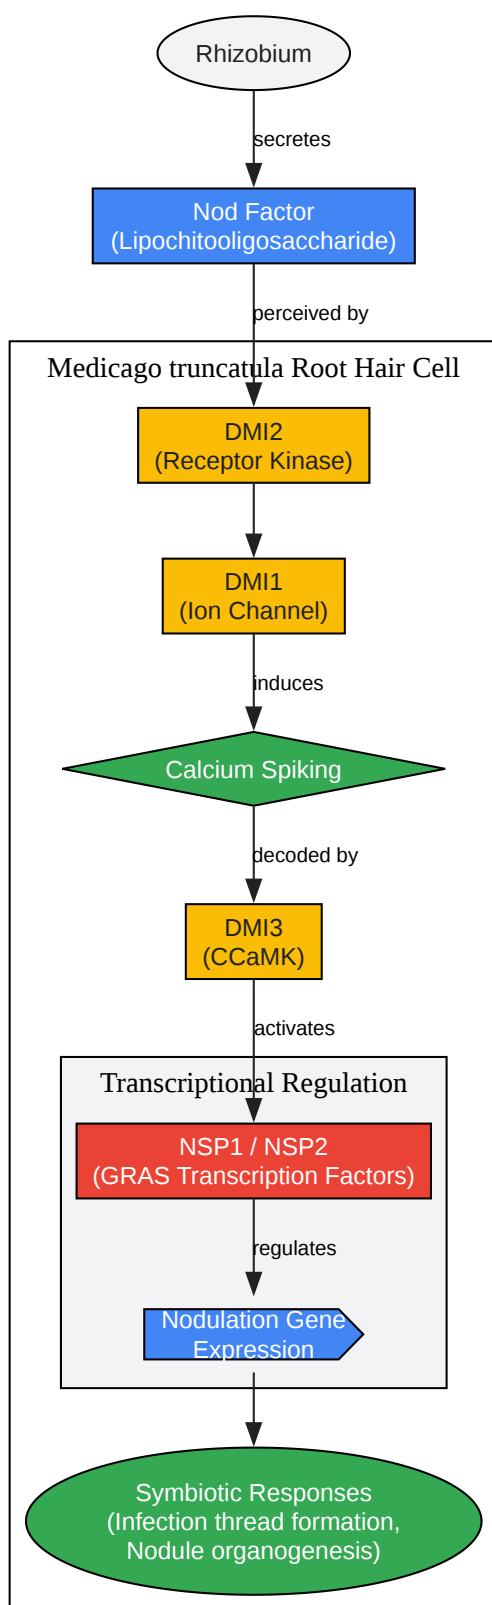 Rhizobium
secretes
Nod Factor
(Lipochitooligosaccharide)
perceived by
Medicago truncatula Root Hair Cell
DMI2
(Receptor Kinase)
DMI1
(Ion Channel)
induces
Calcium Spiking
decoded by
DMI3
(CCaMK)
activates
Transcriptional Regulation
NSP1 / NSP2
(GRAS Transcription Factors)
regulates
Nodulation Gene
Expression
Symbiotic Responses
(Infection thread formation,
Nodule organogenesis)